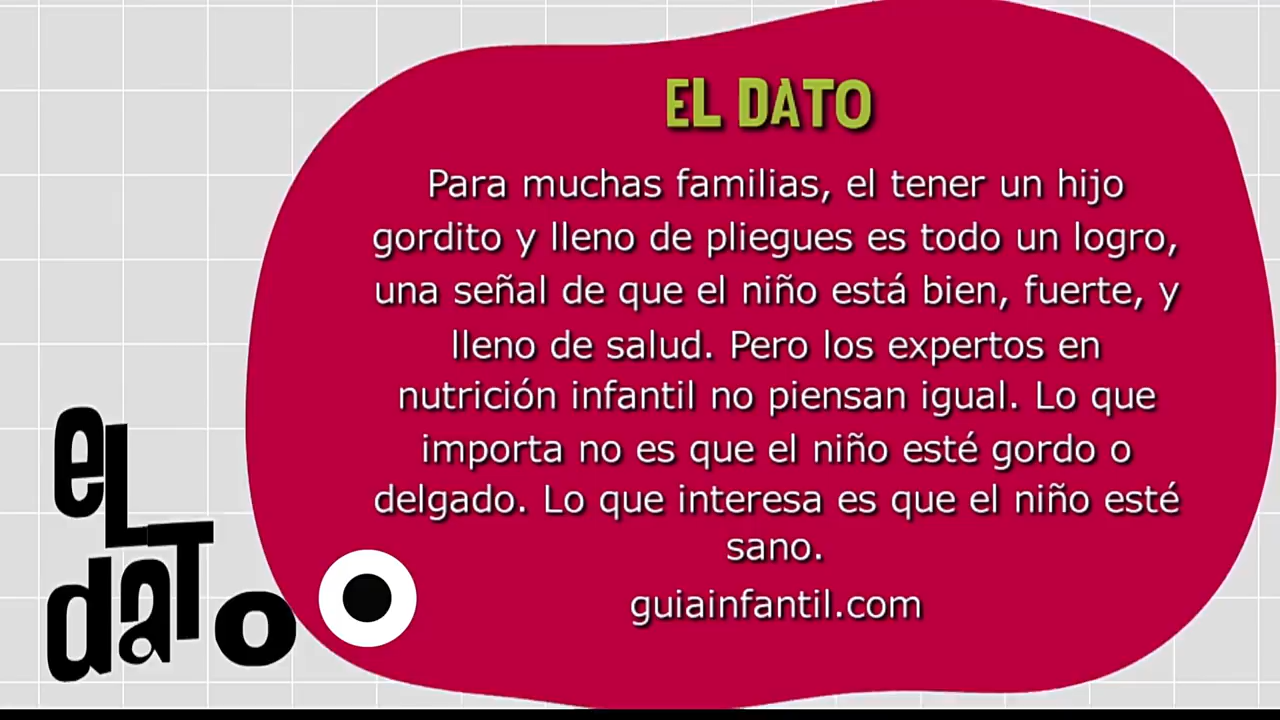 EL DATO
Para muchas familias, el tener un hijo
gordito y lleno de pliegues es todo un logro,
una señal de que el niño está bien, fuerte, y
lleno de salud. Pero los expertos en
nutrición infantil no piensan igual. Lo que
importa no es que el niño esté gordo o
delgado. Lo que interesa es que el niño esté
sano.
guiainfantil.com
eL
daTo